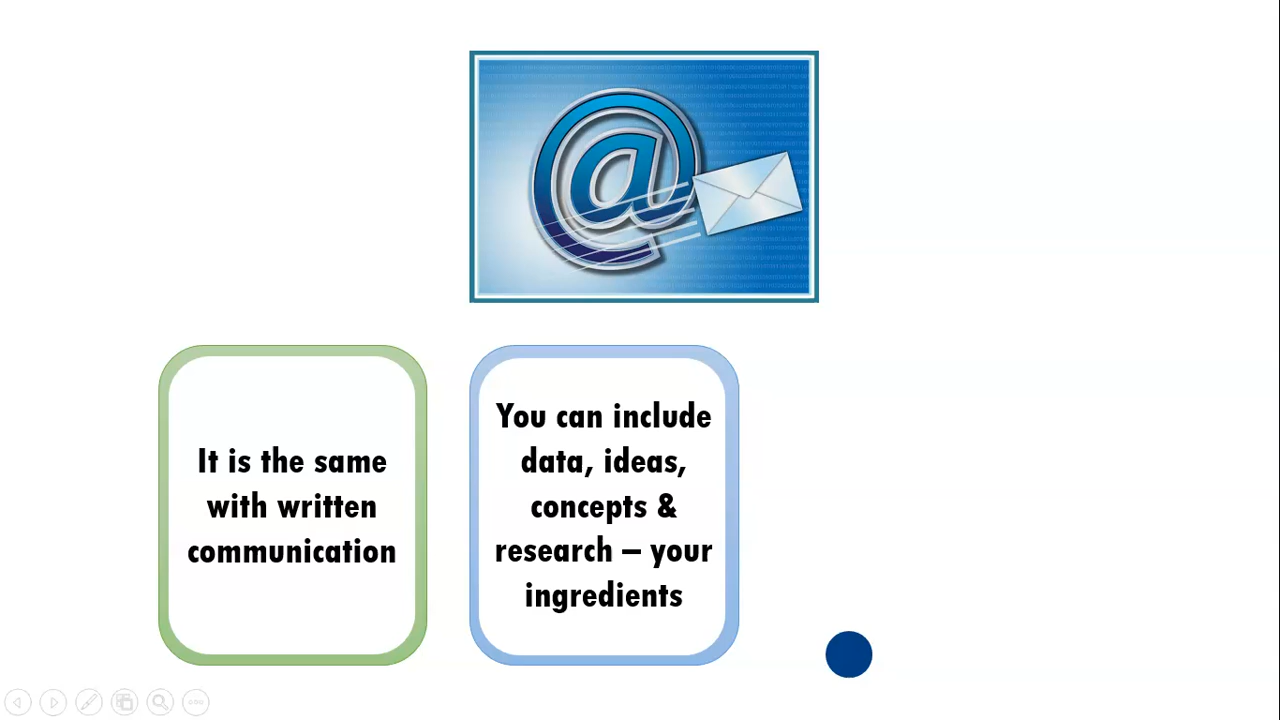 It is the same
with written
communication
You can include
data, ideas,
concepts &
research – your
ingredients